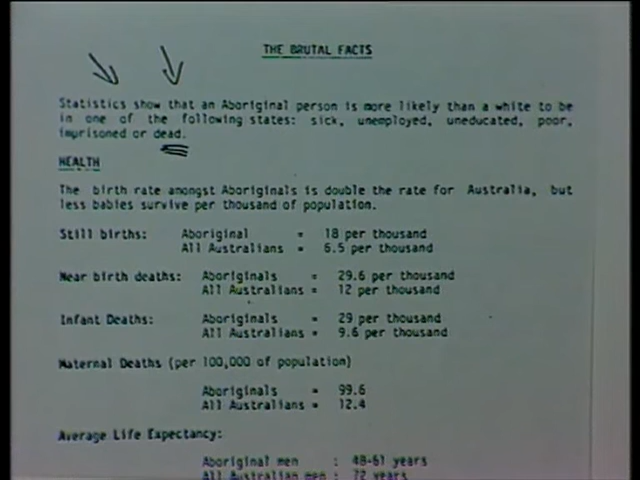 THE BRUTAL FACTS
Statistics show that an Aboriginal person is more likely than a white to be
in one of the following states: sick, unemployed, uneducated, poor,
imprisoned or dead.
HEALTH
The birth rate amongst Aboriginals is double the rate for Australia, but
less babies survive per thousand of population.
Still births: Aboriginal = 18 per thousand
All Australians = 6.5 per thousand
Near birth deaths: Aboriginals = 29.6 per thousand
All Australians = 12 per thousand
Infant Deaths: Aboriginals = 29 per thousand
All Australians = 9.6 per thousand
Maternal Deaths (per 100,000 of population)
Aboriginals = 99.6
All Australians = 12.4
Average Life Expectancy:
Aboriginal men : 48-61 years
All Australian men : 72 years